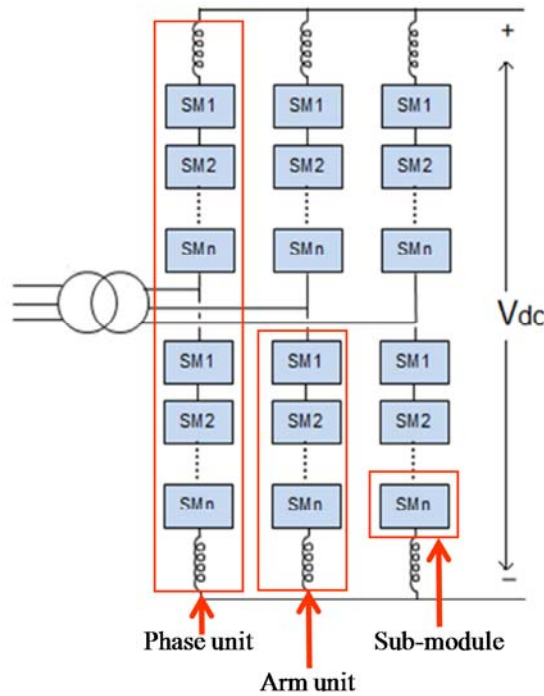 +
SM1 SM1 SM1
SM2 SM2 SM2
SMn SMn SMn
Vdc
SM1 SM1 SM1
SM2 SM2 SM2
SMn SMn SMn
−
Phase unit Sub-module
Arm unit